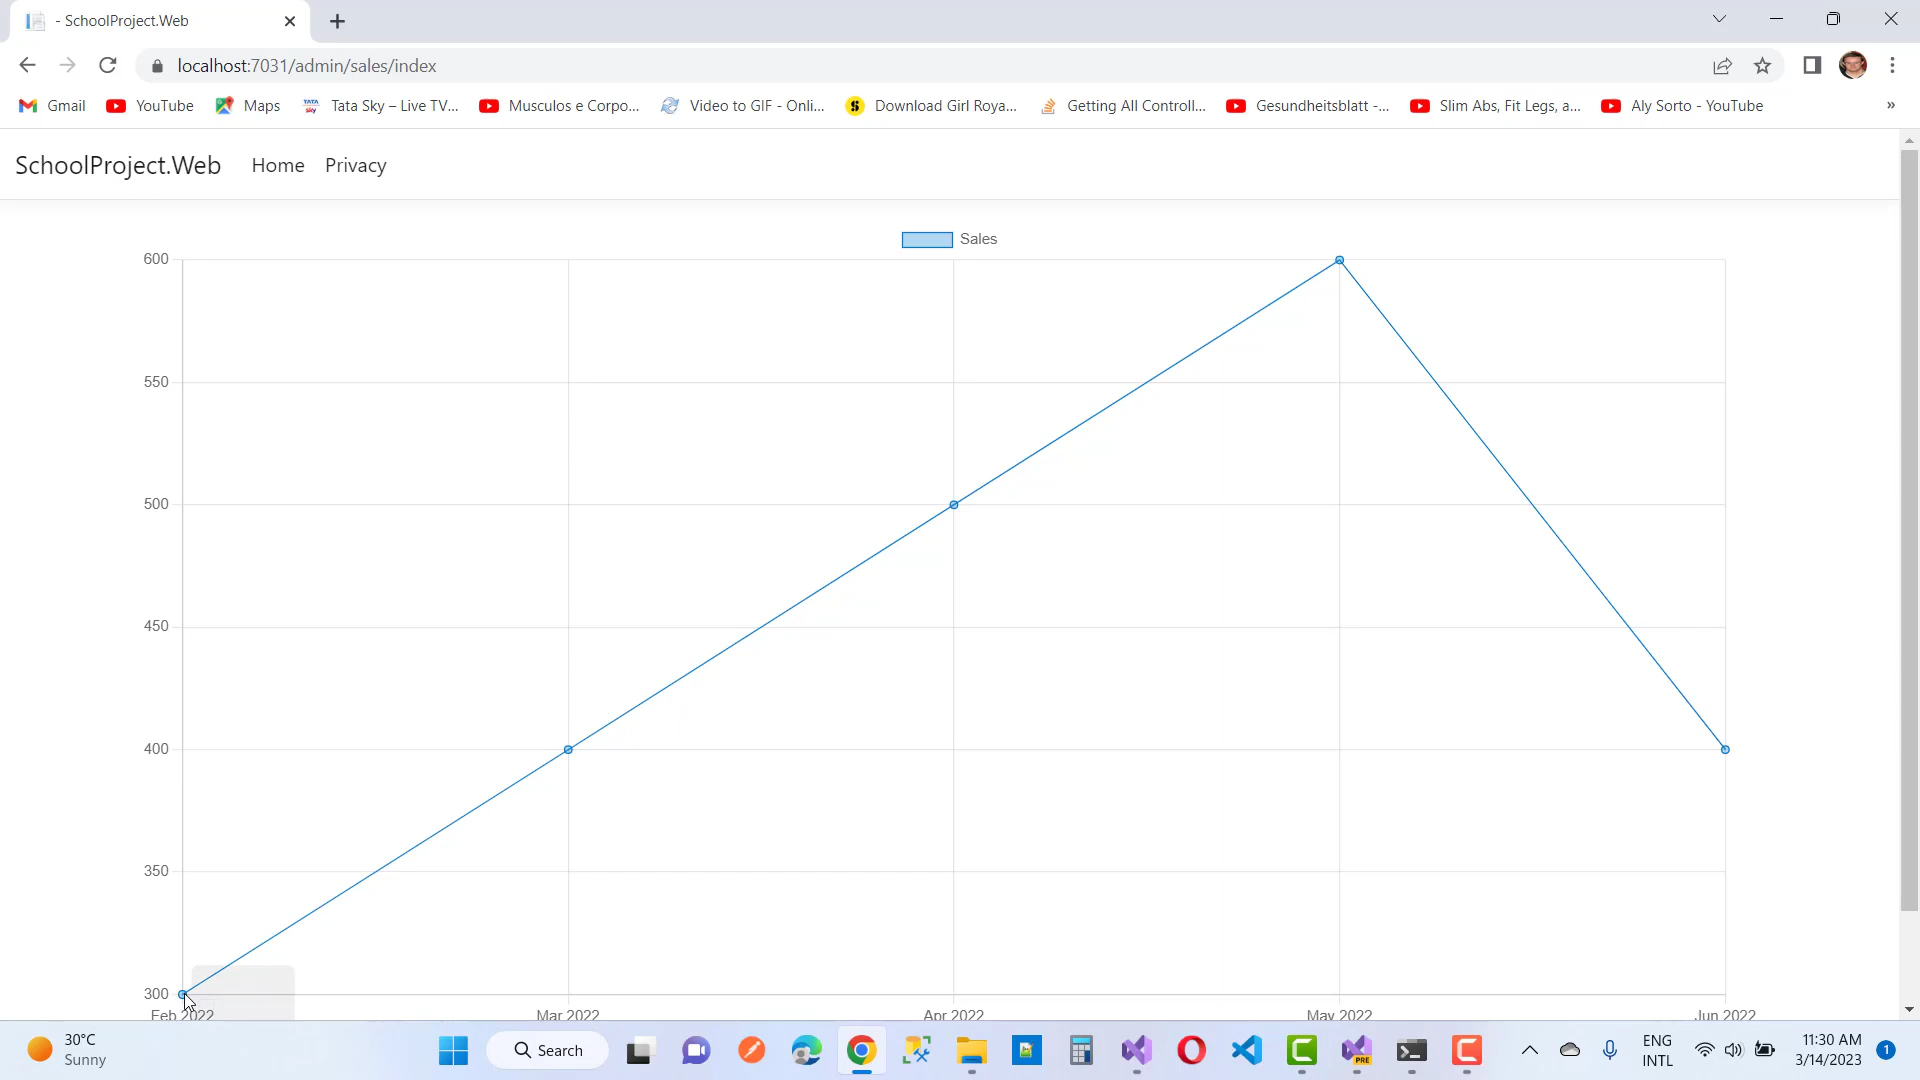 - SchoolProject.Web
localhost:7031/admin/sales/index
Gmail
YouTube
Maps
Tata Sky – Live TV...
Musculos e Corpo...
Video to GIF - Onli...
Download Girl Roya...
Getting All Controll...
Gesundheitsblatt -...
Slim Abs, Fit Legs, a...
Aly Sorto - YouTube
»
SchoolProject.Web
Home
Privacy
Sales
600
550
500
450
400
350
300
Feb 2022
Mar 2022
Apr 2022
May 2022
Jun 2022
30°C
Sunny
Search
PRE
ENG
INTL
11:30 AM
3/14/2023
1